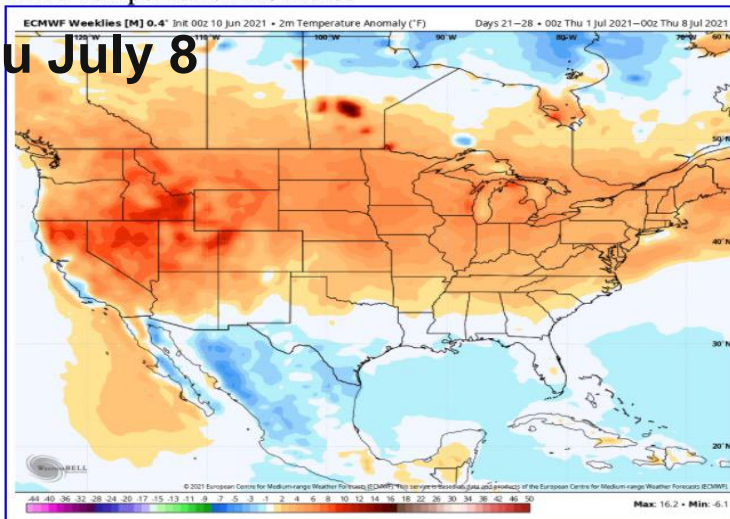 ECMWF Weeklies [M] 0.4° Init 00z 10 Jun 2021 • 2m Temperature Anomaly (°F) Days 21−28 • 00z Thu 1 Jul 2021−00z Thu 8 Jul 2021
u July 8
120°W 110°W 100°W 90°W 80°W 70°W 60°N
50°N
40°N
30°N
20°N
WeatherBELL
© 2021 European Centre for Medium-range Weather Forecasts (ECMWF). This service is based on data and products of the European Centre for Medium-range Weather Forecasts (ECMWF).
-44 -40 -36 -32 -28 -24 -20 -17 -15 -13 -11 -9 -7 -5 -3 -1 2 4 6 8 10 12 14 16 18 22 26 30 34 38 42 46 50
Max: 16.2 • Min: -6.1